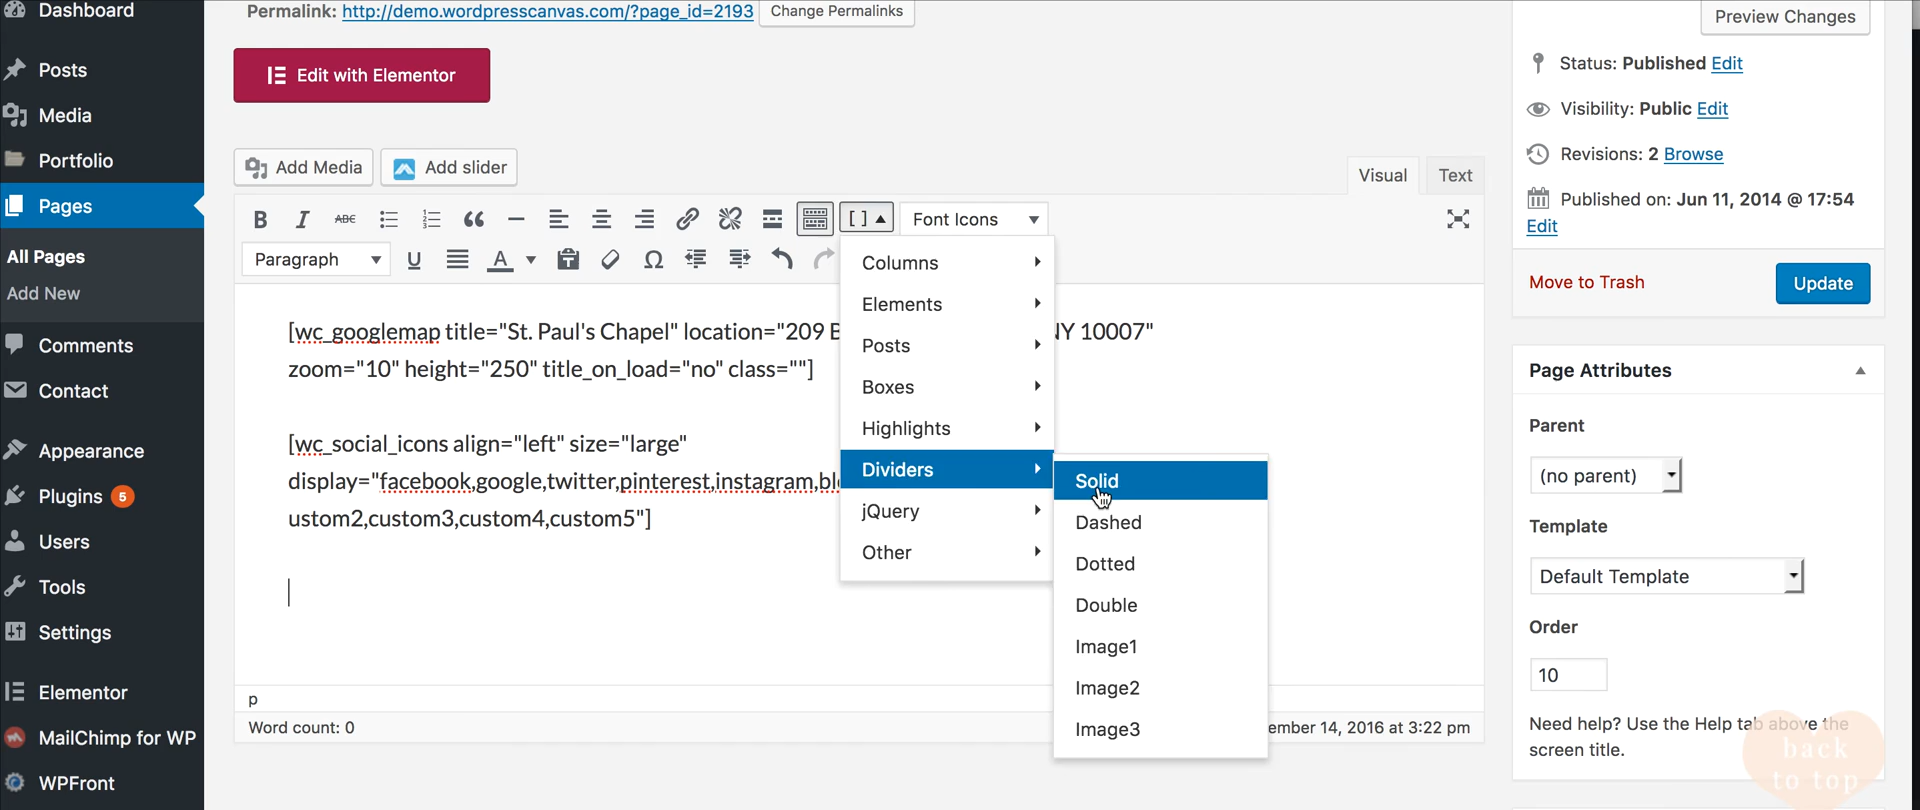 Dashboard
Posts
Media
Portfolio
Pages
All Pages
Add New
Comments
Contact
Appearance
Plugins 5
Users
Tools
Settings
Elementor
MailChimp for WP
WPFront
Permalink: http://demo.wordpresscanvas.com/?page_id=2193 Change Permalinks
Edit with Elementor
Add Media Add slider
Visual Text
B I ABC [ ] Font Icons
Paragraph U A Ω
[wc_googlemap title="St. Paul's Chapel" location="209 B NY 10007"
zoom="10" height="250" title_on_load="no" class=""]
[wc_social_icons align="left" size="large"
display="facebook,google,twitter,pinterest,instagram,bl
ustom2,custom3,custom4,custom5"]
p
Word count: 0 ember 14, 2016 at 3:22 pm
Columns
Elements
Posts
Boxes
Highlights
Dividers
jQuery
Other
Solid
Dashed
Dotted
Double
Image1
Image2
Image3
Preview Changes
Status: Published Edit
Visibility: Public Edit
Revisions: 2 Browse
Published on: Jun 11, 2014 @ 17:54
Edit
Move to Trash Update
Page Attributes
Parent
(no parent)
Template
Default Template
Order
10
Need help? Use the Help tab above the
screen title.
back
to top